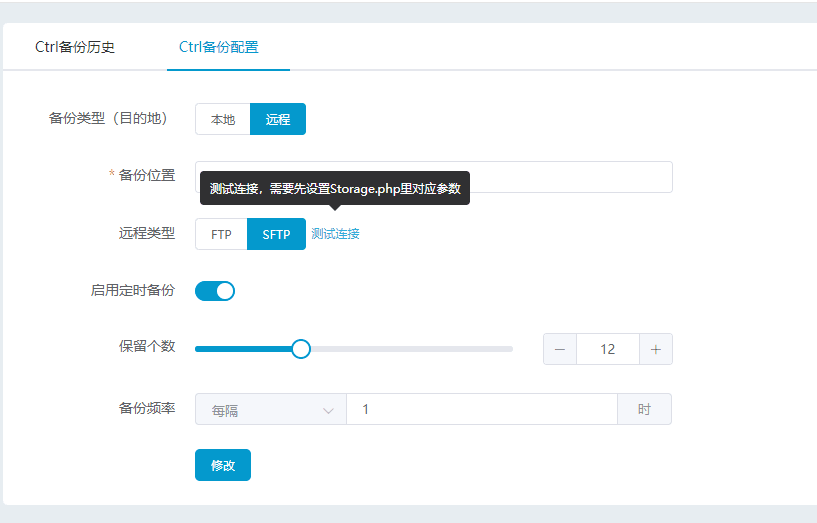 Ctrl备份历史 Ctrl备份配置
备份类型（目的地） 本地 远程
* 备份位置
测试连接，需要先设置Storage.php里对应参数
远程类型 FTP SFTP 测试连接
启用定时备份
保留个数 — 12 +
备份频率 每隔 1 时
修改